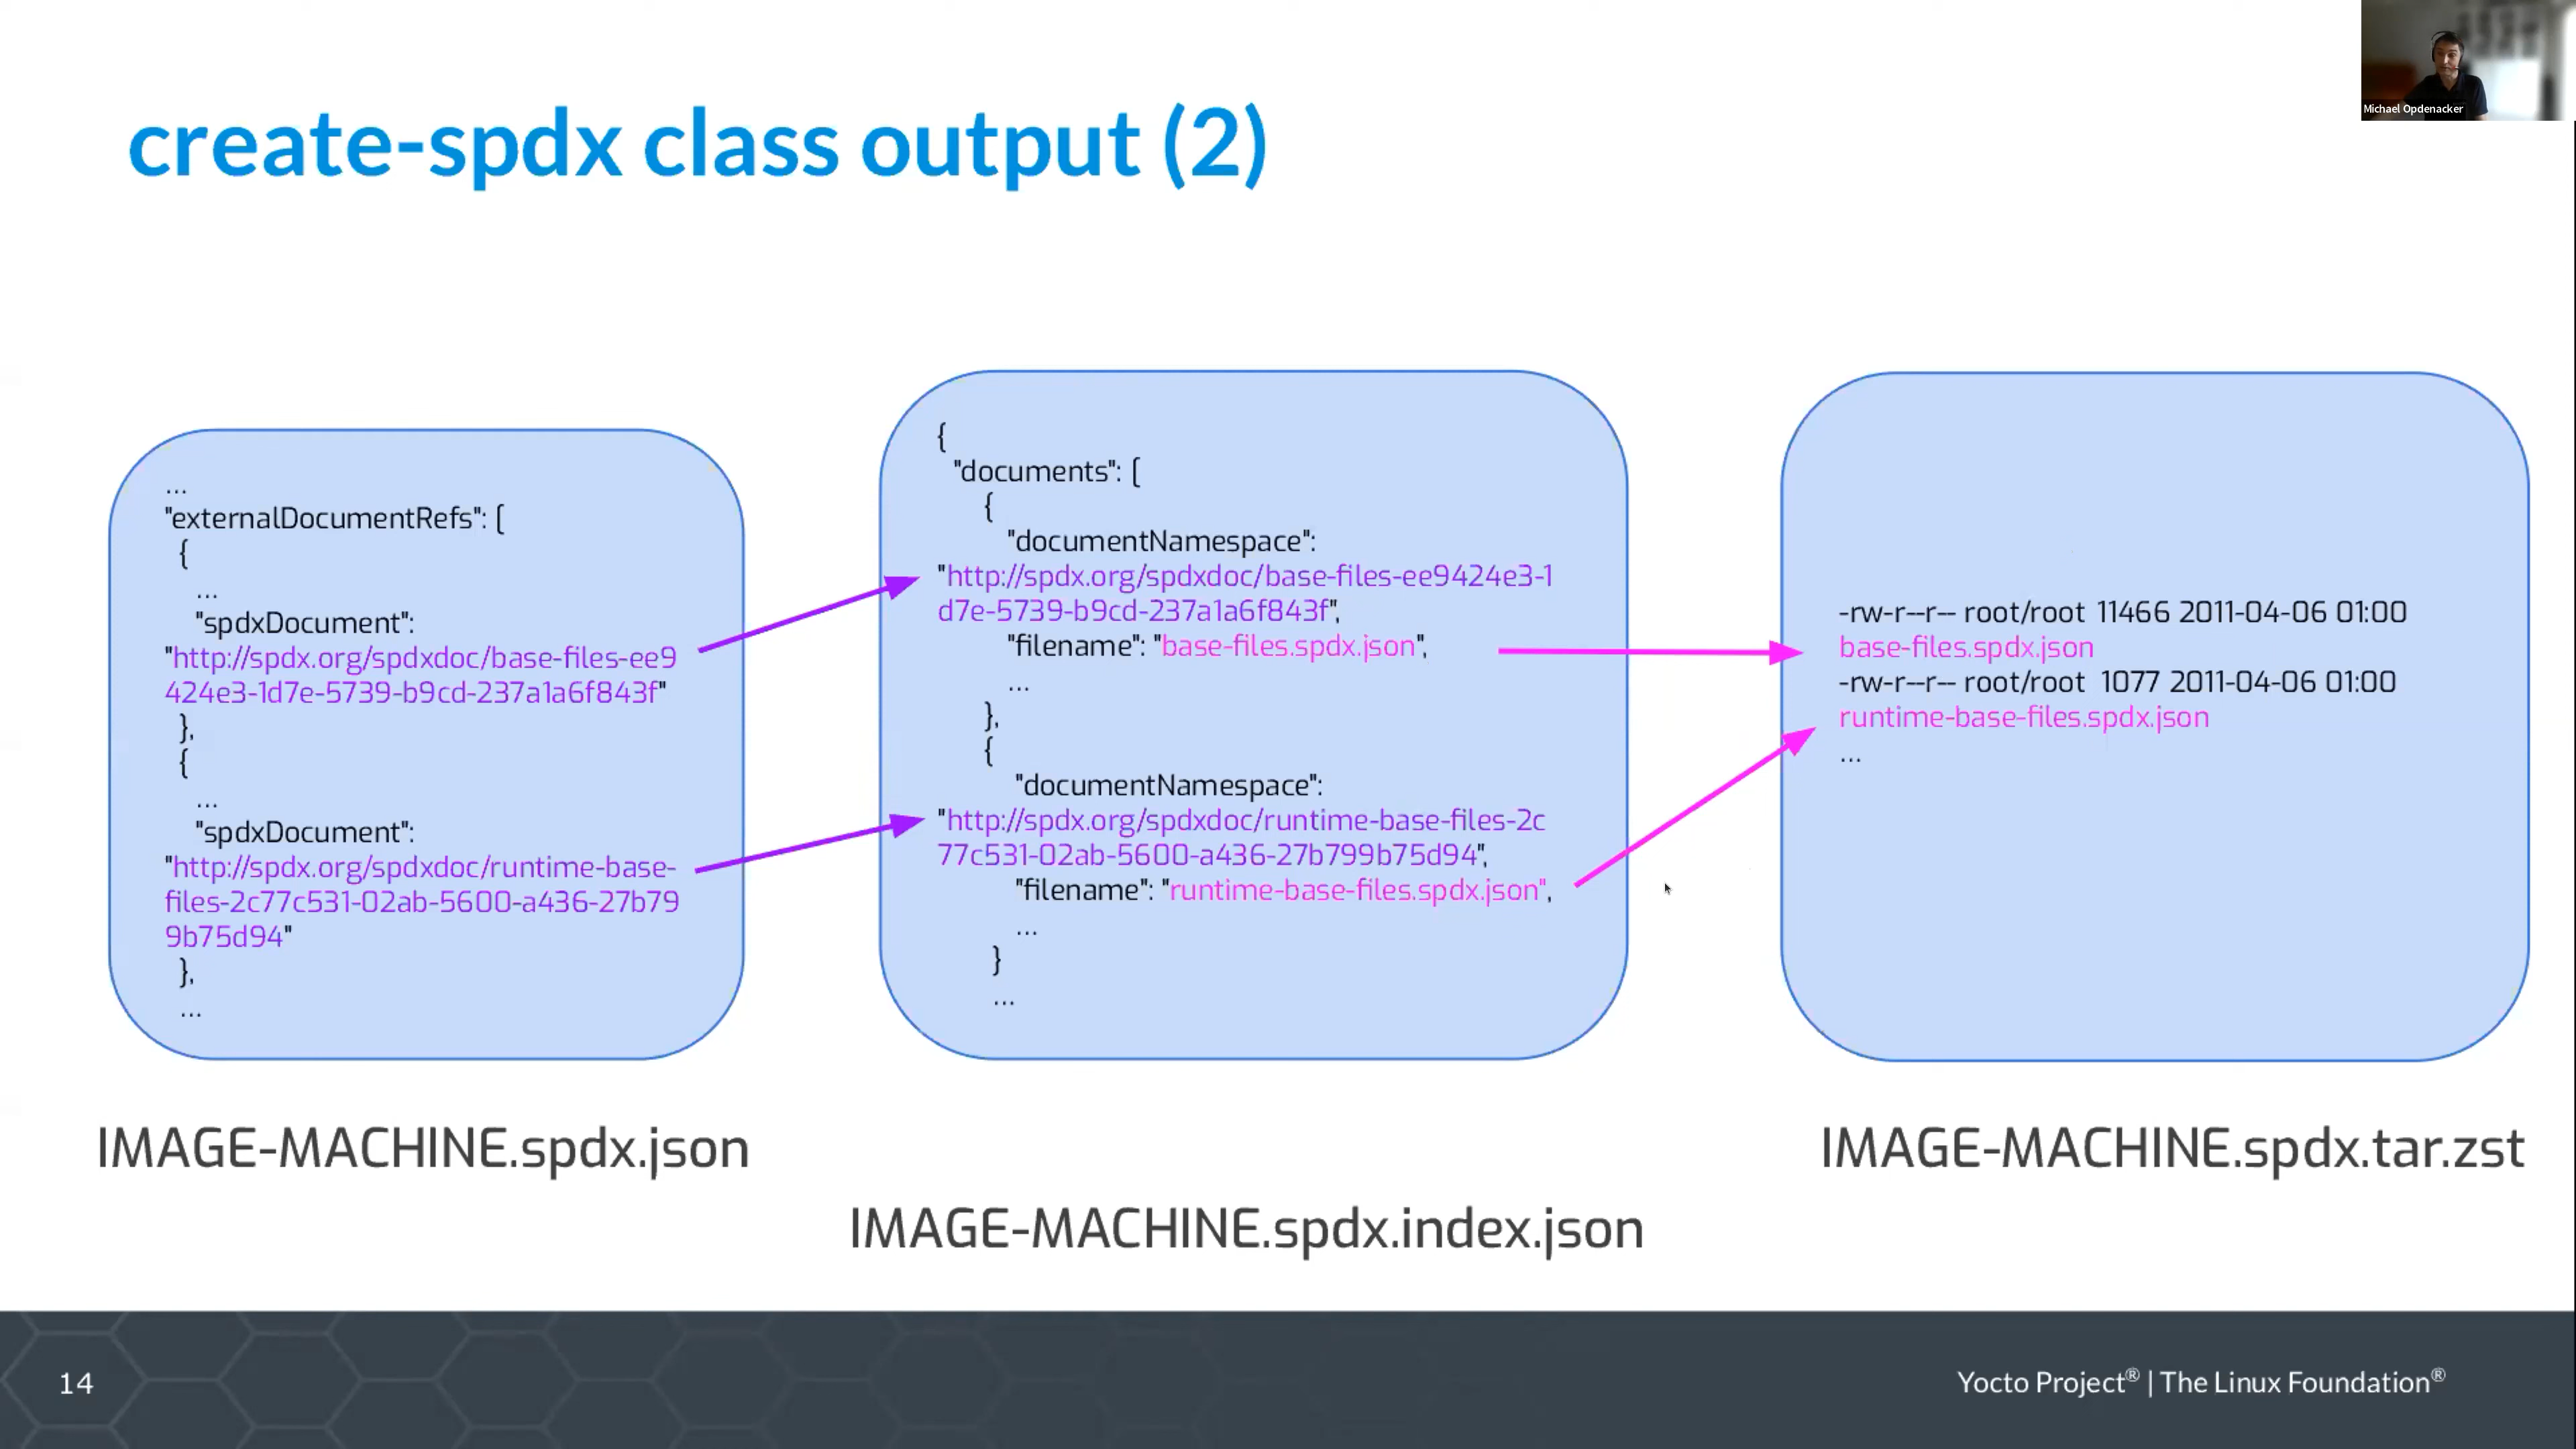 Michael Opdenacker
create-spdx class output (2)
...
"externalDocumentRefs": [
{
...
"spdxDocument":
"http://spdx.org/spdxdoc/base-files-ee9
424e3-1d7e-5739-b9cd-237a1a6f843f"
},
{
...
"spdxDocument":
"http://spdx.org/spdxdoc/runtime-base-
files-2c77c531-02ab-5600-a436-27b79
9b75d94"
},
...
IMAGE-MACHINE.spdx.json
{
"documents": [
{
"documentNamespace":
"http://spdx.org/spdxdoc/base-files-ee9424e3-1
d7e-5739-b9cd-237a1a6f843f",
"filename": "base-files.spdx.json",
...
},
{
"documentNamespace":
"http://spdx.org/spdxdoc/runtime-base-files-2c
77c531-02ab-5600-a436-27b799b75d94",
"filename": "runtime-base-files.spdx.json",
...
}
...
IMAGE-MACHINE.spdx.index.json
-rw-r--r-- root/root 11466 2011-04-06 01:00
base-files.spdx.json
-rw-r--r-- root/root 1077 2011-04-06 01:00
runtime-base-files.spdx.json
...
IMAGE-MACHINE.spdx.tar.zst
14
Yocto Project® | The Linux Foundation®